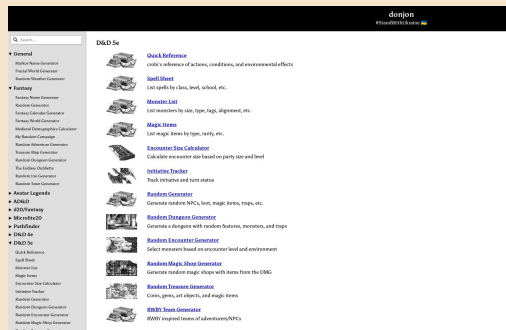 donjon
#StandWithUkraine 🇺🇦
Search...
▼ General
Markov Name Generator
Fractal World Generator
Random Weather Generator
▼ Fantasy
Fantasy Name Generator
Random Generator
Fantasy Calendar Generator
Fantasy World Generator
Medieval Demographics Calculator
My Random Campaign
Random Adventure Generator
Treasure Map Generator
Random Dungeon Generator
The Endless Oubliette
Random Inn Generator
Random Town Generator
► Avatar Legends
► AD&D
► d20/Fantasy
► Microlite20
► Pathfinder
► D&D 4e
▼ D&D 5e
Quick Reference
Spell Sheet
Monster List
Magic Items
Encounter Size Calculator
Initiative Tracker
Random Generator
Random Dungeon Generator
Random Encounter Generator
Random Magic Shop Generator
D&D 5e
Quick Reference
crobi's reference of actions, conditions, and environmental effects
Spell Sheet
List spells by class, level, school, etc.
Monster List
List monsters by size, type, tags, alignment, etc.
Magic Items
List magic items by type, rarity, etc.
Encounter Size Calculator
Calculate encounter size based on party size and level
Initiative Tracker
Track initiative and turn status
Random Generator
Generate random NPCs, loot, magic items, traps, etc.
Random Dungeon Generator
Generate a dungeon with random features, monsters, and traps
Random Encounter Generator
Select monsters based on encounter level and environment
Random Magic Shop Generator
Generate random magic shops with items from the DMG
Random Treasure Generator
Coins, gems, art objects, and magic items
RWBY Team Generator
RWBY inspired teams of adventurers/NPCs